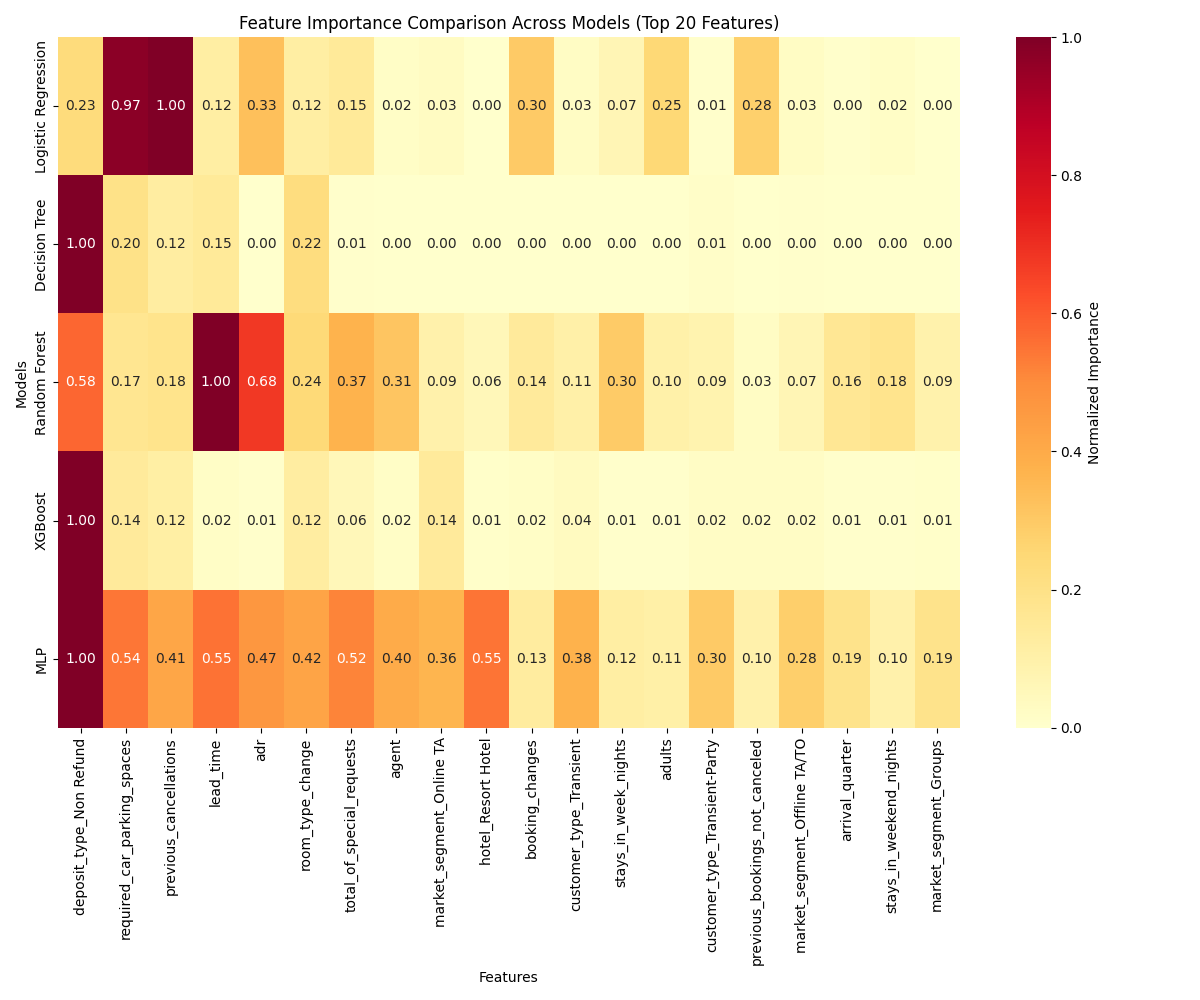 Feature Importance Comparison Across Models (Top 20 Features)
Models
Logistic Regression
0.23 0.97 1.00 0.12 0.33 0.12 0.15 0.02 0.03 0.00 0.30 0.03 0.07 0.25 0.01 0.28 0.03 0.00 0.02 0.00
Decision Tree
1.00 0.20 0.12 0.15 0.00 0.22 0.01 0.00 0.00 0.00 0.00 0.00 0.00 0.00 0.01 0.00 0.00 0.00 0.00 0.00
Random Forest
0.58 0.17 0.18 1.00 0.68 0.24 0.37 0.31 0.09 0.06 0.14 0.11 0.30 0.10 0.09 0.03 0.07 0.16 0.18 0.09
XGBoost
1.00 0.14 0.12 0.02 0.01 0.12 0.06 0.02 0.14 0.01 0.02 0.04 0.01 0.01 0.02 0.02 0.02 0.01 0.01 0.01
MLP
1.00 0.54 0.41 0.55 0.47 0.42 0.52 0.40 0.36 0.55 0.13 0.38 0.12 0.11 0.30 0.10 0.28 0.19 0.10 0.19
deposit_type_Non Refund
required_car_parking_spaces
previous_cancellations
lead_time
adr
room_type_change
total_of_special_requests
agent
market_segment_Online TA
hotel_Resort Hotel
booking_changes
customer_type_Transient
stays_in_week_nights
adults
customer_type_Transient-Party
previous_bookings_not_canceled
market_segment_Offline TA/TO
arrival_quarter
stays_in_weekend_nights
market_segment_Groups
Features
1.0
0.8
0.6
0.4
0.2
0.0
Normalized Importance